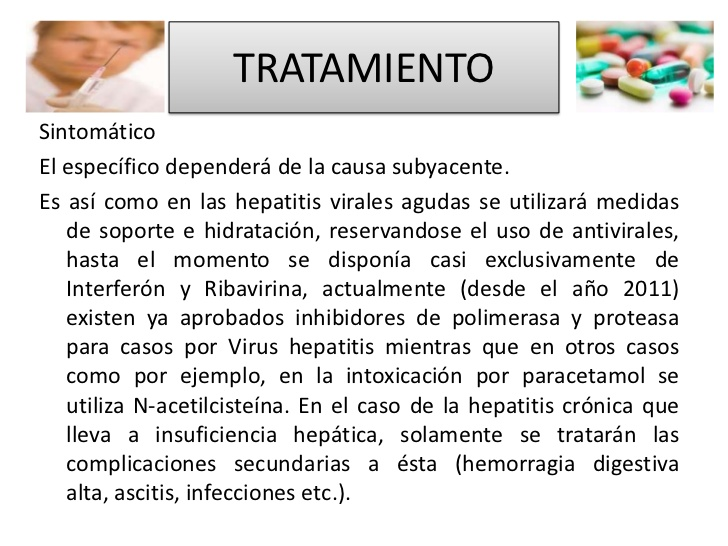 TRATAMIENTO
Sintomático
El específico dependerá de la causa subyacente.
Es así como en las hepatitis virales agudas se utilizará medidas
de soporte e hidratación, reservandose el uso de antivirales,
hasta el momento se disponía casi exclusivamente de
Interferón y Ribavirina, actualmente (desde el año 2011)
existen ya aprobados inhibidores de polimerasa y proteasa
para casos por Virus hepatitis mientras que en otros casos
como por ejemplo, en la intoxicación por paracetamol se
utiliza N-acetilcisteína. En el caso de la hepatitis crónica que
lleva a insuficiencia hepática, solamente se tratarán las
complicaciones secundarias a ésta (hemorragia digestiva
alta, ascitis, infecciones etc.).